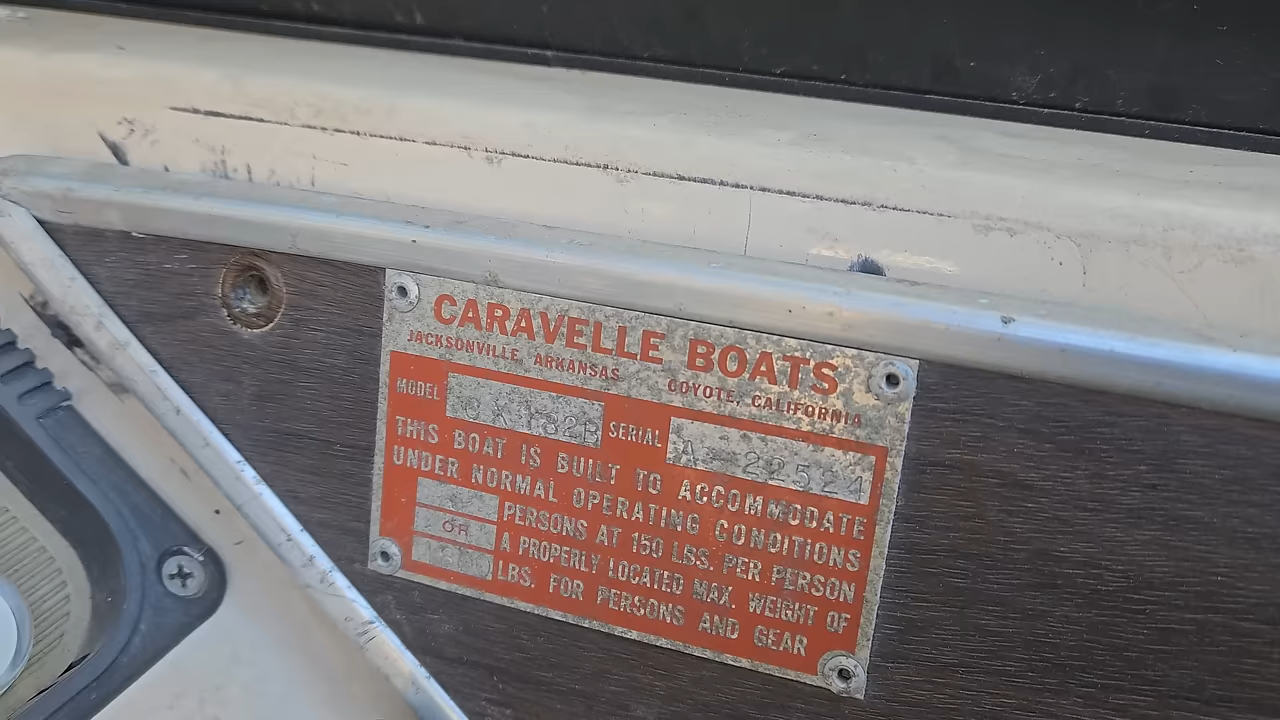 CARAVELLE BOATS
JACKSONVILLE, ARKANSAS COYOTE, CALIFORNIA
MODEL SERIAL A-22521
THIS BOAT IS BUILT TO ACCOMMODATE
UNDER NORMAL OPERATING CONDITIONS
PERSONS AT 150 LBS. PER PERSON
OR A PROPERLY LOCATED MAX. WEIGHT OF
LBS. FOR PERSONS AND GEAR